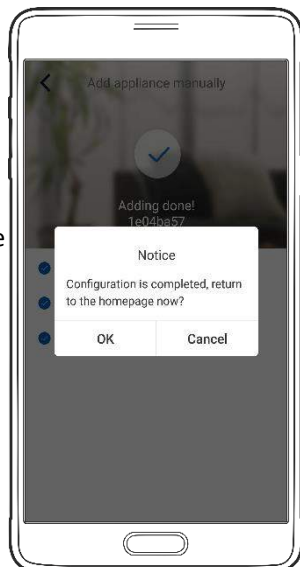 Add appliance manually
Adding done!
1e04ba57
e
Notice
Configuration is completed, return
to the homepage now?
OK
Cancel